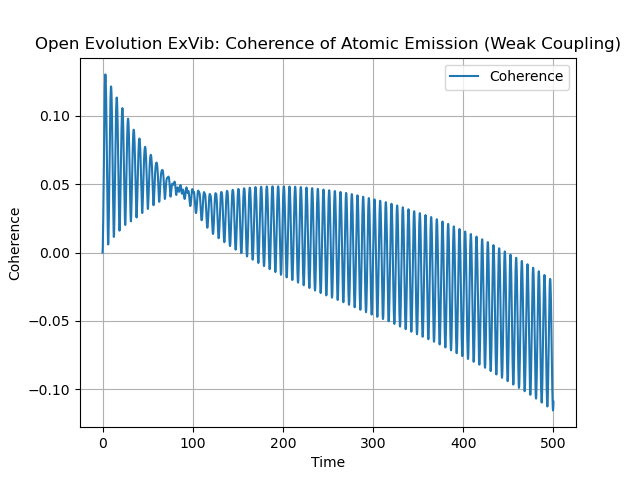 Open Evolution ExVib: Coherence of Atomic Emission (Weak Coupling)
Coherence
0.10
0.05
0.00
−0.05
−0.10
Coherence
0 100 200 300 400 500
Time